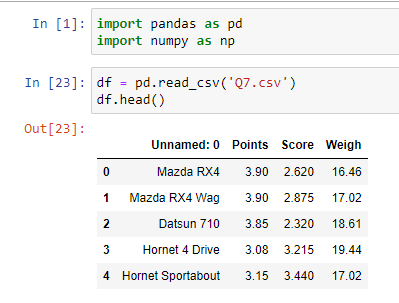 In [1]: import pandas as pd
import numpy as np
In [23]: df = pd.read_csv('Q7.csv')
df.head()
Out[23]:
Unnamed: 0 Points Score Weigh
0 Mazda RX4 3.90 2.620 16.46
1 Mazda RX4 Wag 3.90 2.875 17.02
2 Datsun 710 3.85 2.320 18.61
3 Hornet 4 Drive 3.08 3.215 19.44
4 Hornet Sportabout 3.15 3.440 17.02